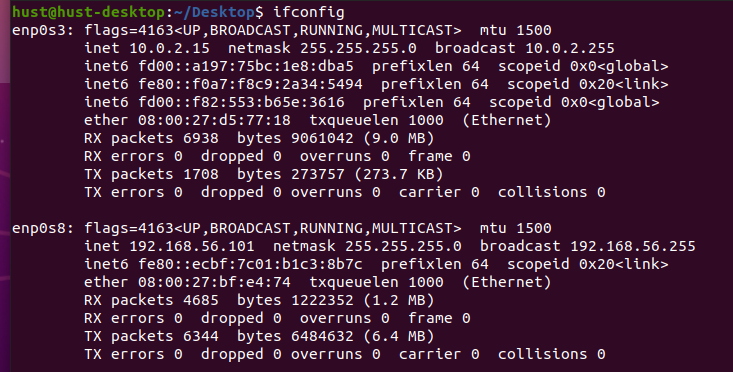 hust@hust-desktop:~/Desktop$ ifconfig
enp0s3: flags=4163<UP,BROADCAST,RUNNING,MULTICAST>  mtu 1500
        inet 10.0.2.15  netmask 255.255.255.0  broadcast 10.0.2.255
        inet6 fd00::a197:75bc:1e8:dba5  prefixlen 64  scopeid 0x0<global>
        inet6 fe80::f0a7:f8c9:2a34:5494  prefixlen 64  scopeid 0x20<link>
        inet6 fd00::f82:553:b65e:3616  prefixlen 64  scopeid 0x0<global>
        ether 08:00:27:d5:77:18  txqueuelen 1000  (Ethernet)
        RX packets 6938  bytes 9061042 (9.0 MB)
        RX errors 0  dropped 0  overruns 0  frame 0
        TX packets 1708  bytes 273757 (273.7 KB)
        TX errors 0  dropped 0 overruns 0  carrier 0  collisions 0

enp0s8: flags=4163<UP,BROADCAST,RUNNING,MULTICAST>  mtu 1500
        inet 192.168.56.101  netmask 255.255.255.0  broadcast 192.168.56.255
        inet6 fe80::ecbf:7c01:b1c3:8b7c  prefixlen 64  scopeid 0x20<link>
        ether 08:00:27:bf:e4:74  txqueuelen 1000  (Ethernet)
        RX packets 4685  bytes 1222352 (1.2 MB)
        RX errors 0  dropped 0  overruns 0  frame 0
        TX packets 6344  bytes 6484632 (6.4 MB)
        TX errors 0  dropped 0 overruns 0  carrier 0  collisions 0